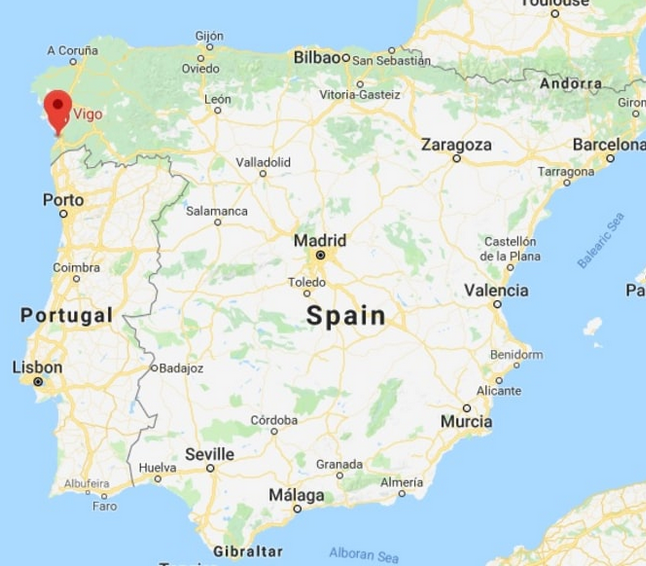 Toulouse
Gijón
A Coruña
Oviedo
Bilbao
San Sebastián
Vitoria-Gasteiz
Andorra
León
Giron
Vigo
Zaragoza
Barcelona
Valladolid
Tarragona
Porto
Salamanca
Madrid
Castellón
de la Plana
Balearic Sea
Coimbra
Toledo
Valencia
Pa
Portugal
Spain
Lisbon
Badajoz
Benidorm
Alicante
Córdoba
Murcia
Seville
Huelva
Granada
Albufeira
Faro
Málaga
Almería
Gibraltar
Alboran Sea